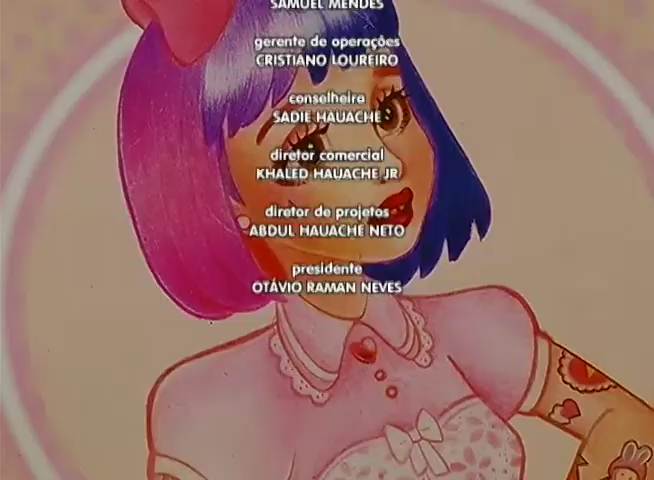 SAMUEL MENDES
gerente de operações
CRISTIANO LOUREIRO
conselheira
SADIE HAUACHE
diretor comercial
KHALED HAUACHE JR
diretor de projetos
ABDUL HAUACHE NETO
presidente
OTÁVIO RAMAN NEVES